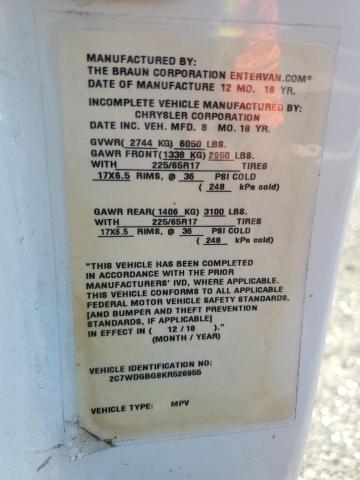 MANUFACTURED BY:
THE BRAUN CORPORATION ENTERVAN.COM®
DATE OF MANUFACTURE 12 MO. 18 YR.
INCOMPLETE VEHICLE MANUFACTURED BY:
CHRYSLER CORPORATION
DATE INC. VEH. MFD. 8 MO. 18 YR.
GVWR( 2744 KG) 6050 LBS.
GAWR FRONT(1338 KG) 2950 LBS.
WITH 225/65R17 TIRES
17X6.5 RIMS, @ 36 PSI COLD
( 248 kPa cold)
GAWR REAR(1406 KG) 3100 LBS.
WITH 225/65R17 TIRES
17X6.5 RIMS, @ 36 PSI COLD
( 248 kPa cold)
"THIS VEHICLE HAS BEEN COMPLETED
IN ACCORDANCE WITH THE PRIOR
MANUFACTURERS' IVD, WHERE APPLICABLE.
THIS VEHICLE CONFORMS TO ALL APPLICABLE
FEDERAL MOTOR VEHICLE SAFETY STANDARDS,
[AND BUMPER AND THEFT PREVENTION
STANDARDS, IF APPLICABLE]
IN EFFECT IN ( 12 / 18 )."
(MONTH / YEAR)
VEHICLE IDENTIFICATION NO:
2C7WDGBG8KR526955
VEHICLE TYPE: MPV